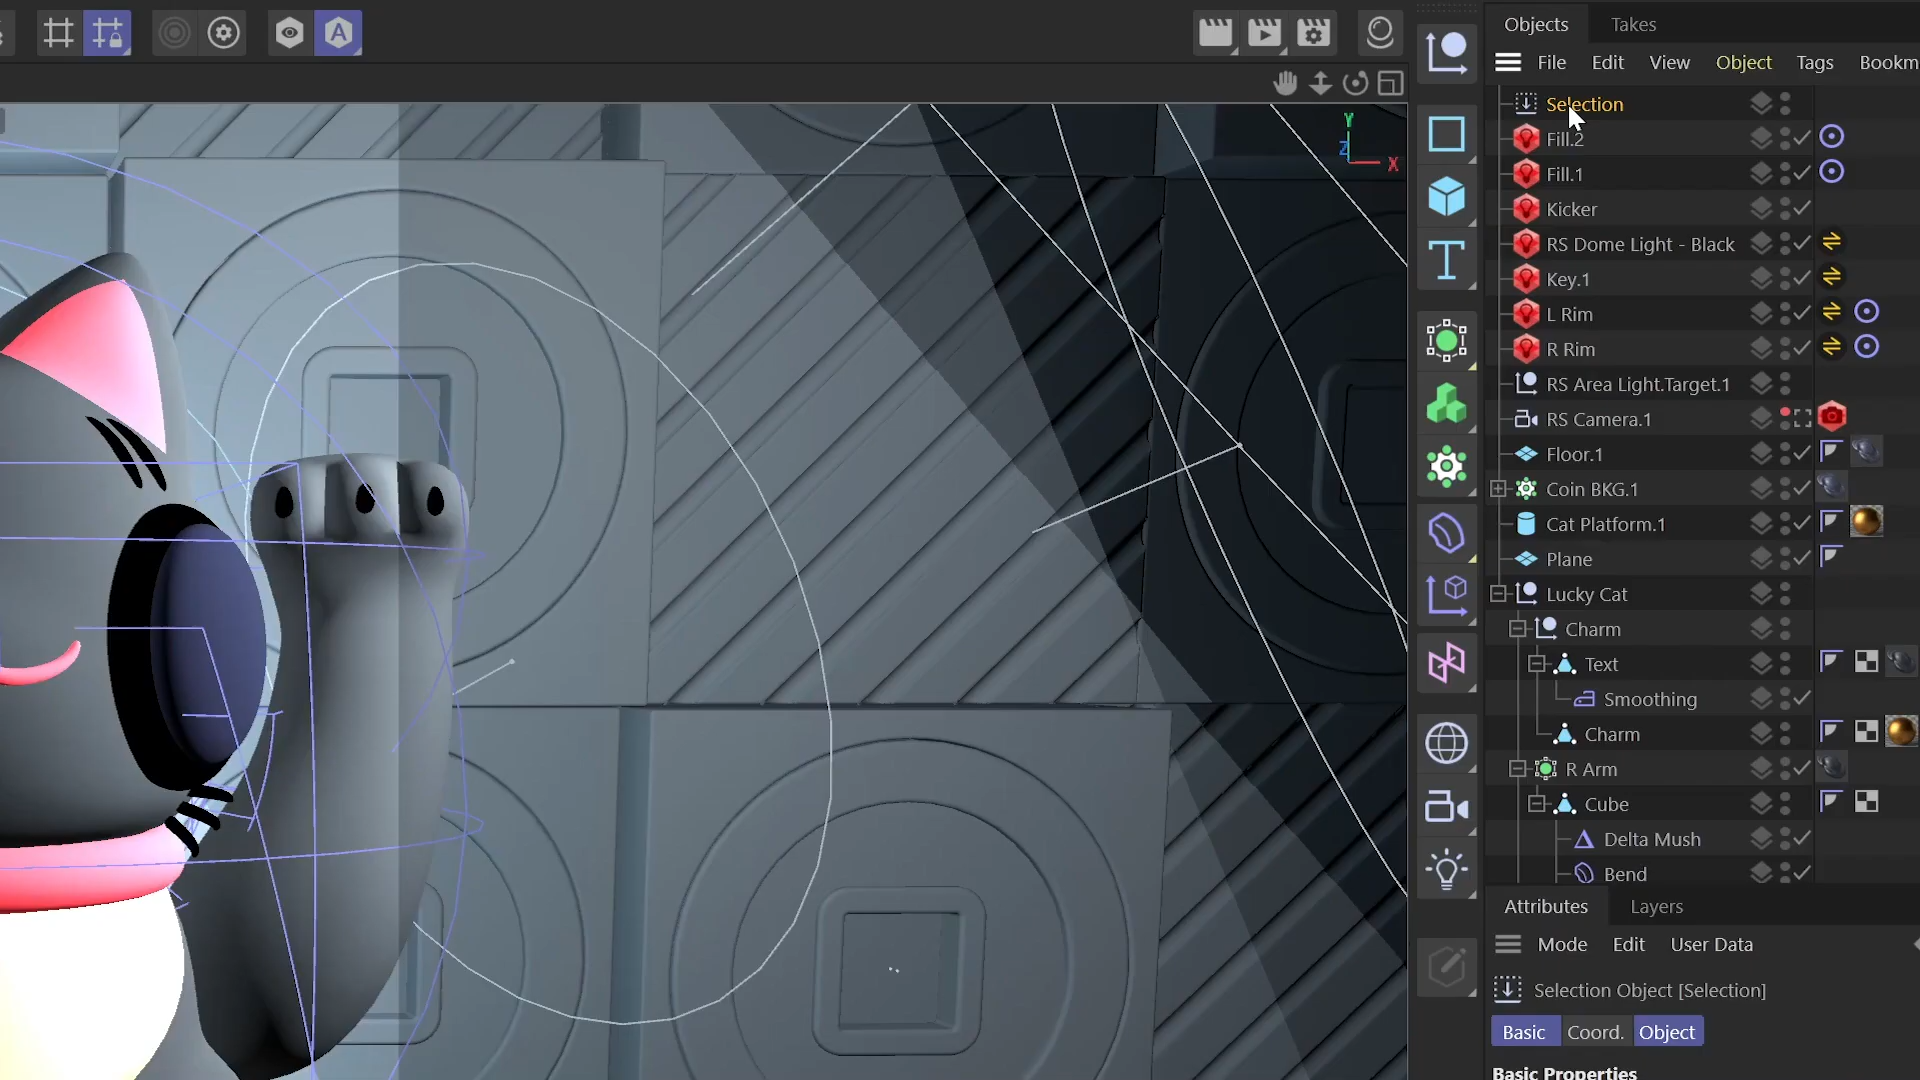 Objects Takes
File Edit View Object Tags Bookm
Selection
Fill.2
Fill.1
Kicker
RS Dome Light - Black
Key.1
L Rim
R Rim
RS Area Light.Target.1
RS Camera.1
Floor.1
Coin BKG.1
Cat Platform.1
Plane
Lucky Cat
Charm
Text
Smoothing
Charm
R Arm
Cube
Delta Mush
Bend
Attributes Layers
Mode Edit User Data
Selection Object [Selection]
Basic Coord. Object
Basic Properties
A
Y
Z
X
T